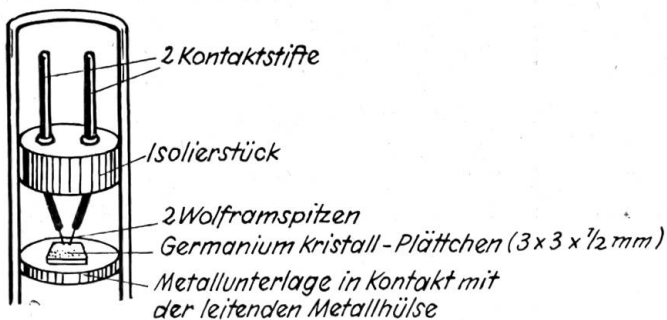 2 Kontaktstifte
Isolierstück
2 Wolframspitzen
Germanium Kristall-Plättchen (3 x 3 x 1/2 mm)
Metallunterlage in Kontakt mit
der leitenden Metallhülse